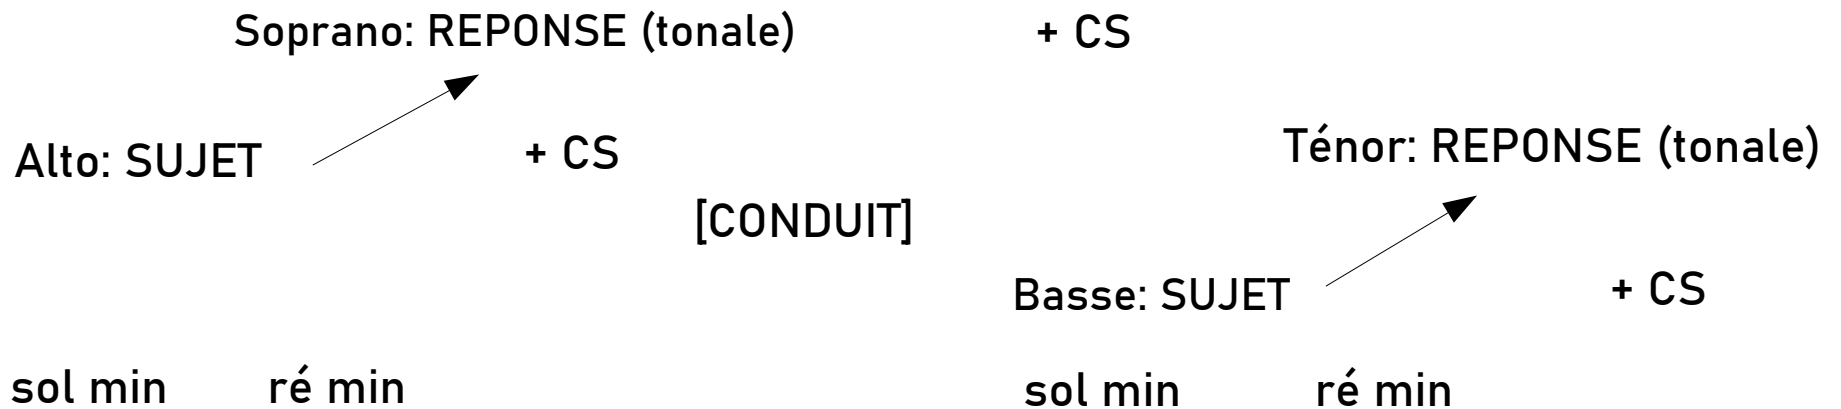 Soprano: REPONSE (tonale) + CS
Alto: SUJET + CS Ténor: REPONSE (tonale)
[CONDUIT]
Basse: SUJET + CS
sol min ré min sol min ré min